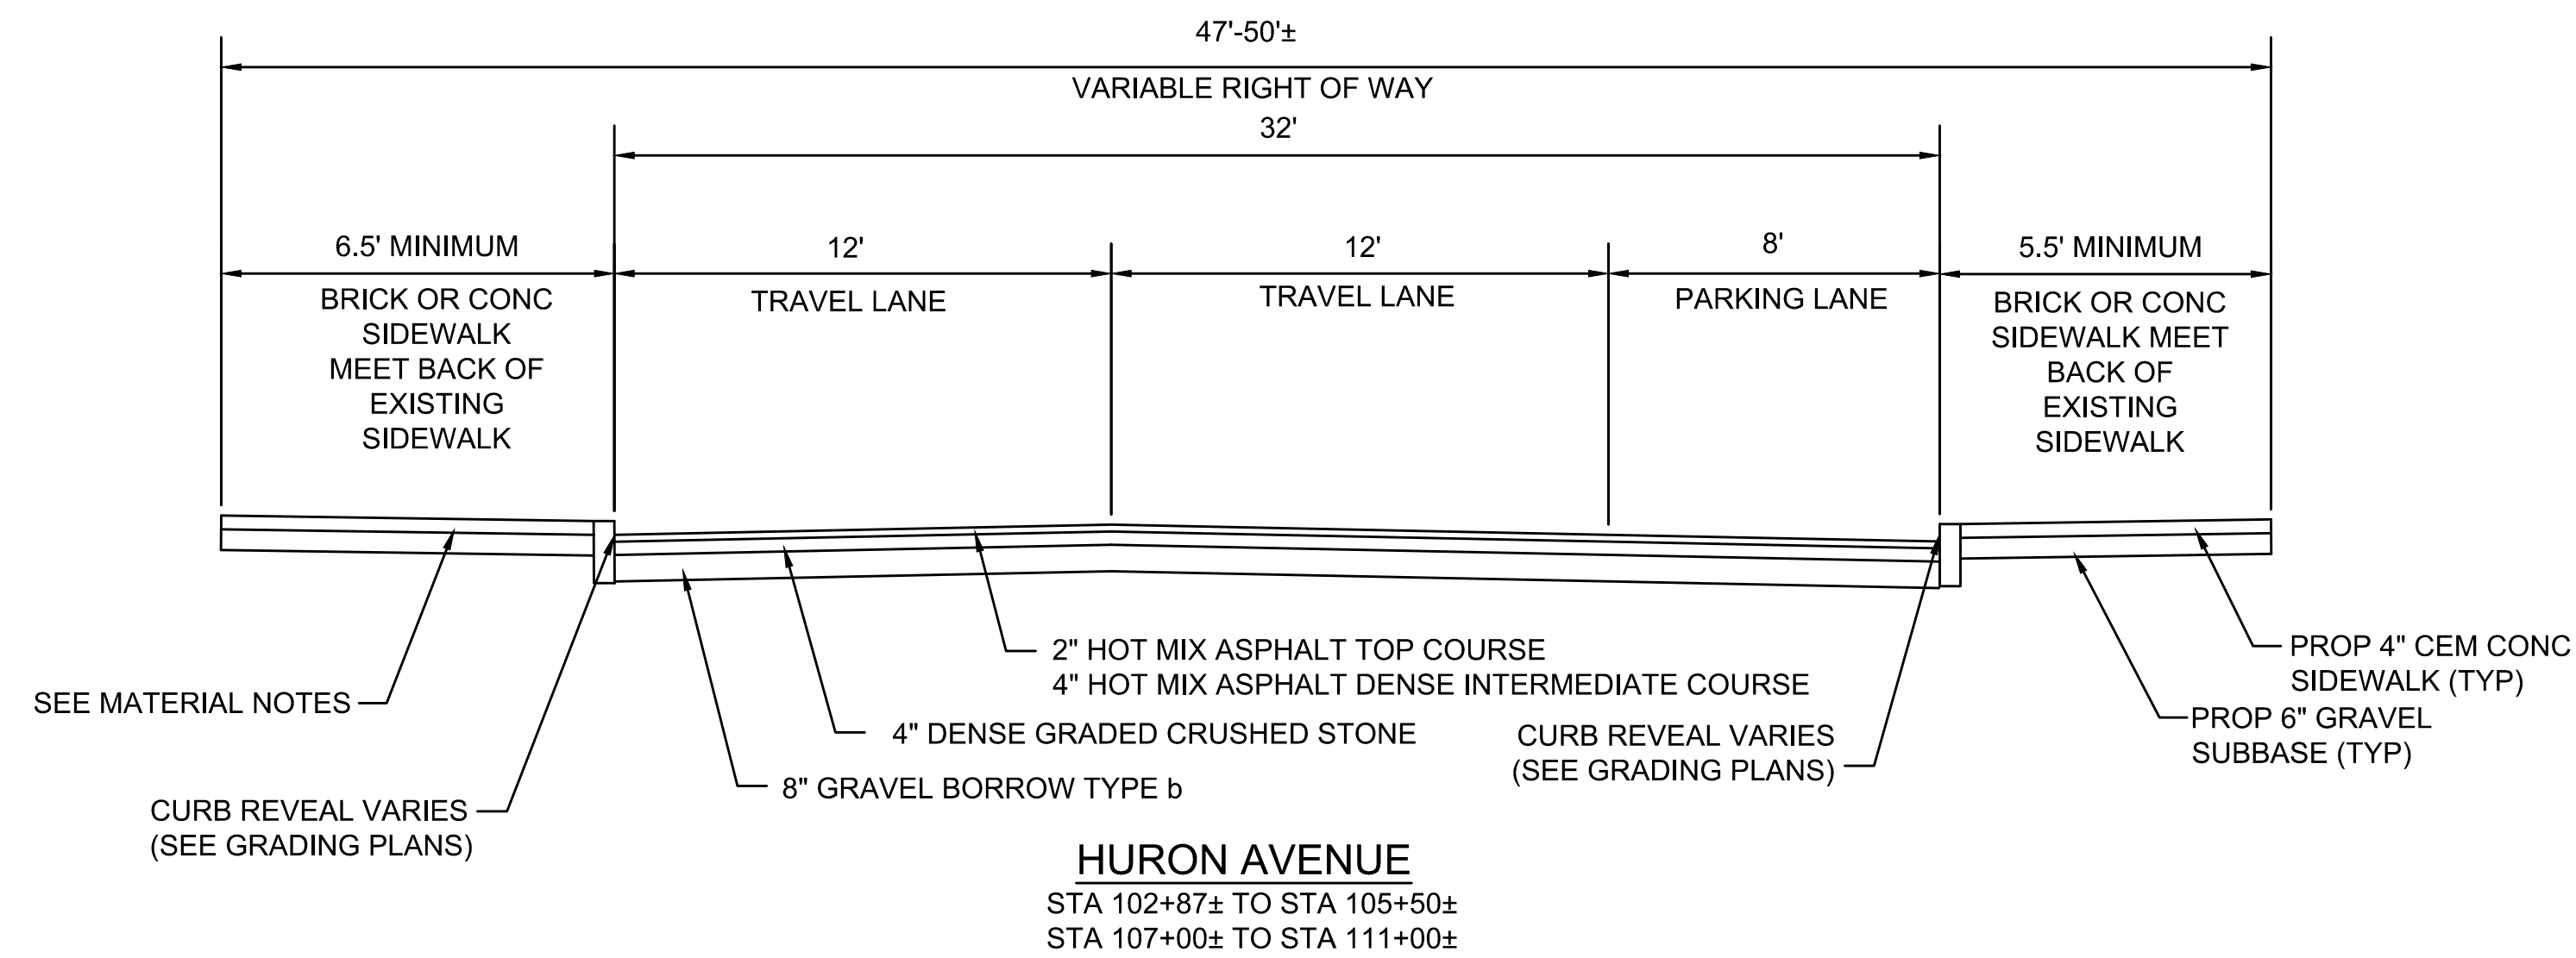 47'-50'±
VARIABLE RIGHT OF WAY
32'
6.5' MINIMUM
BRICK OR CONC
SIDEWALK
MEET BACK OF
EXISTING
SIDEWALK
12'
TRAVEL LANE
12'
TRAVEL LANE
8'
PARKING LANE
5.5' MINIMUM
BRICK OR CONC
SIDEWALK MEET
BACK OF
EXISTING
SIDEWALK
SEE MATERIAL NOTES
CURB REVEAL VARIES
(SEE GRADING PLANS)
2" HOT MIX ASPHALT TOP COURSE
4" HOT MIX ASPHALT DENSE INTERMEDIATE COURSE
4" DENSE GRADED CRUSHED STONE
8" GRAVEL BORROW TYPE b
CURB REVEAL VARIES
(SEE GRADING PLANS)
PROP 4" CEM CONC
SIDEWALK (TYP)
PROP 6" GRAVEL
SUBBASE (TYP)
HURON AVENUE
STA 102+87± TO STA 105+50±
STA 107+00± TO STA 111+00±